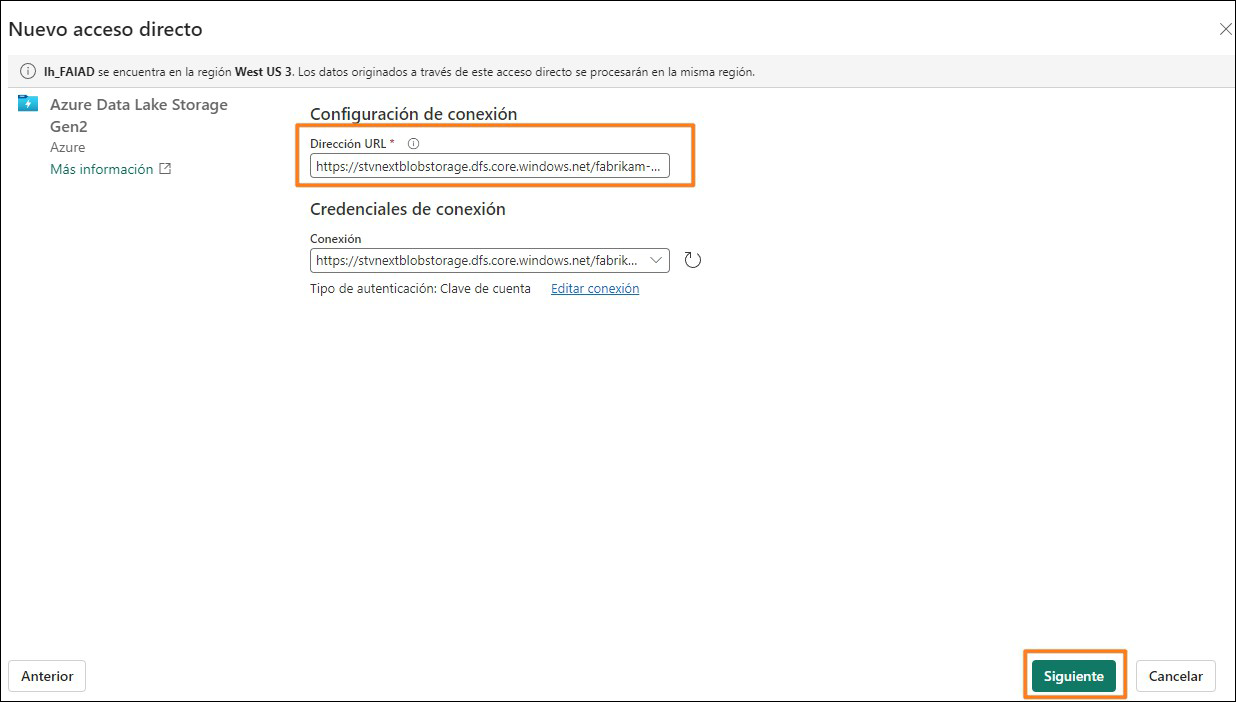 Nuevo acceso directo
lh_FAIAD se encuentra en la región West US 3. Los datos originados a través de este acceso directo se procesarán en la misma región.
Azure Data Lake Storage
Gen2
Azure
Más información
Configuración de conexión
Dirección URL *
https://stvnextblobstorage.dfs.core.windows.net/fabrikam-...
Credenciales de conexión
Conexión
https://stvnextblobstorage.dfs.core.windows.net/fabrik...
Tipo de autenticación: Clave de cuenta Editar conexión
Anterior
Siguiente
Cancelar